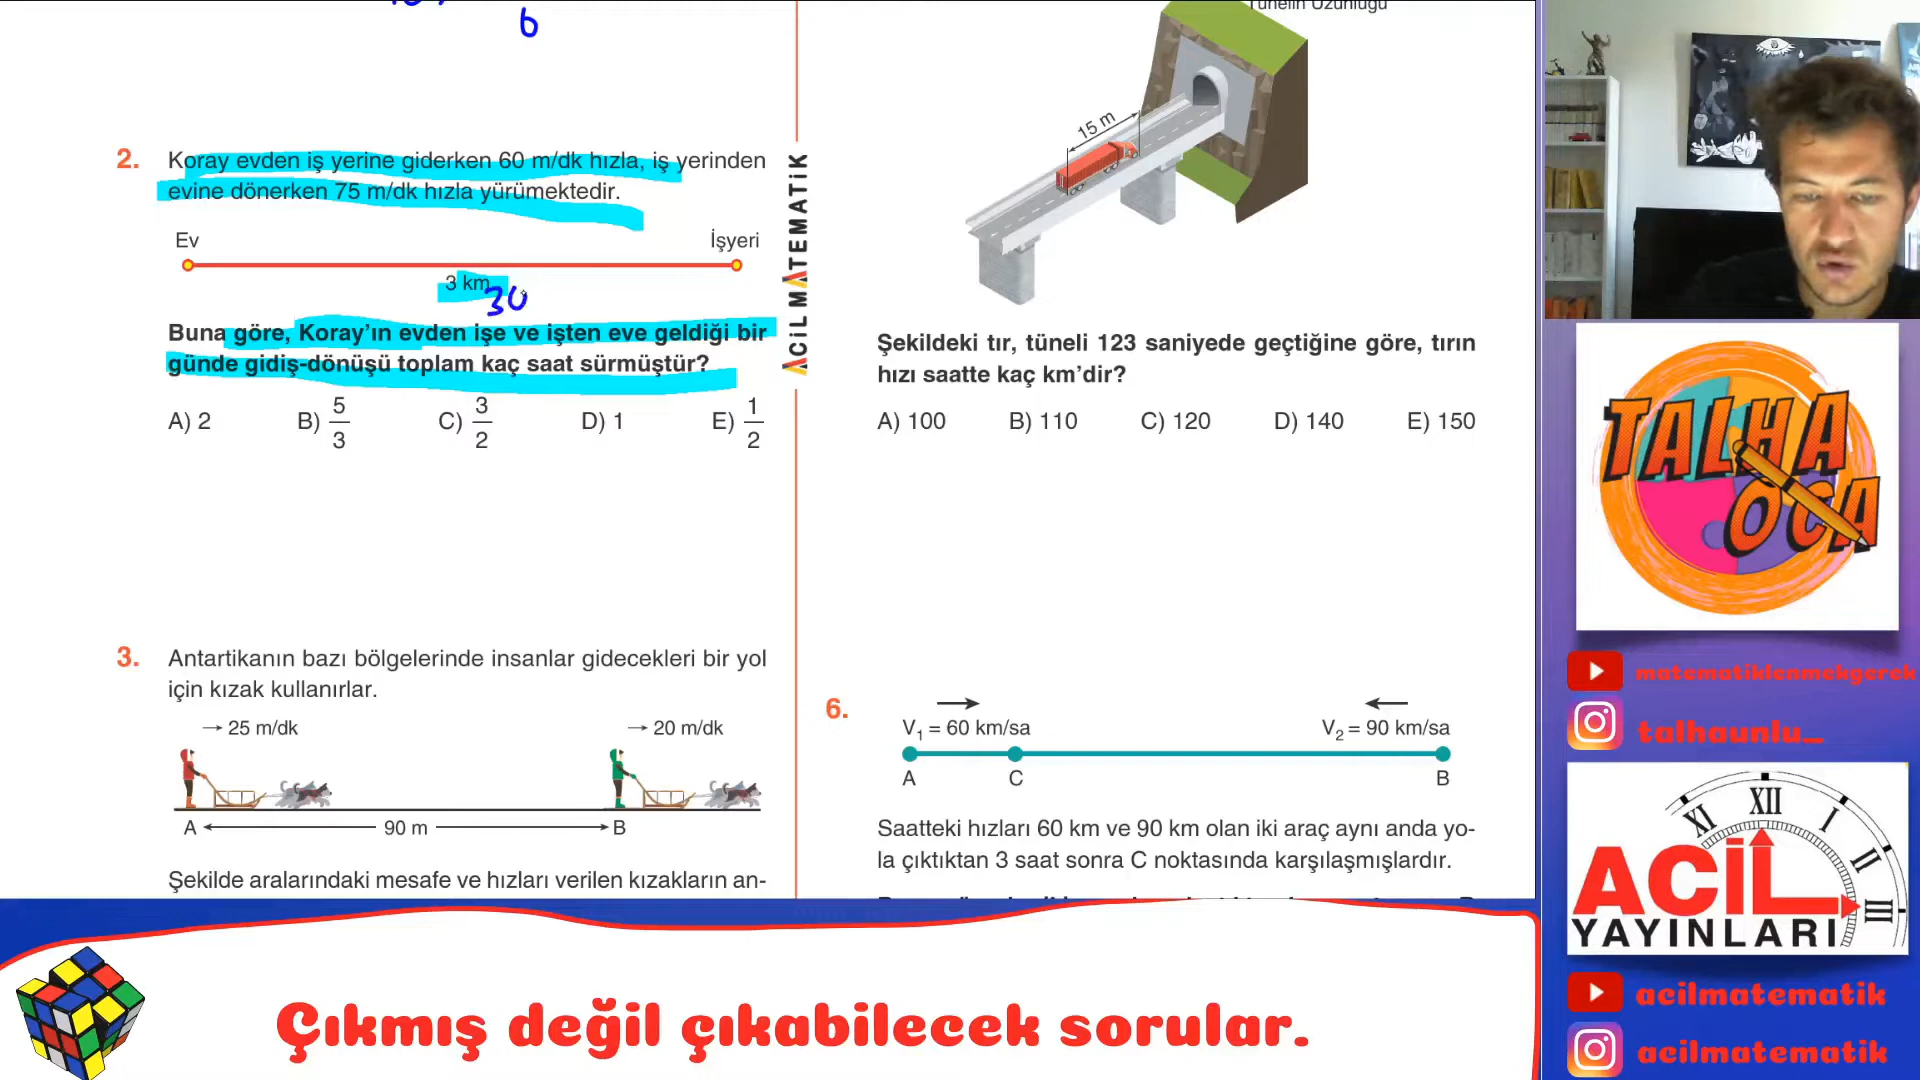 6
2. Koray evden iş yerine giderken 60 m/dk hızla, iş yerinden
evine dönerken 75 m/dk hızla yürümektedir.
Ev
İşyeri
3 km
30
Buna göre, Koray'ın evden işe ve işten eve geldiği bir
günde gidiş-dönüşü toplam kaç saat sürmüştür?
A) 2 B) 5/3 C) 3/2 D) 1 E) 1/2
3. Antartikanın bazı bölgelerinde insanlar gidecekleri bir yol
için kızak kullanırlar.
→ 25 m/dk → 20 m/dk
A 90 m B
Şekilde aralarındaki mesafe ve hızları verilen kızakların an-
ACİL MATEMATİK
Tünelin Uzunluğu
15 m
Şekildeki tır, tüneli 123 saniyede geçtiğine göre, tırın
hızı saatte kaç km'dir?
A) 100 B) 110 C) 120 D) 140 E) 150
6.
V₁ = 60 km/sa V₂ = 90 km/sa
A C B
Saatteki hızları 60 km ve 90 km olan iki araç aynı anda yo-
la çıktıktan 3 saat sonra C noktasında karşılaşmışlardır.
TALHA
OCA
matematiklenmekgerek
talhaunlu_
XI XII I II III
ACİL
YAYINLARI
acilmatematik
acilmatematik
Çıkmış değil çıkabilecek sorular.